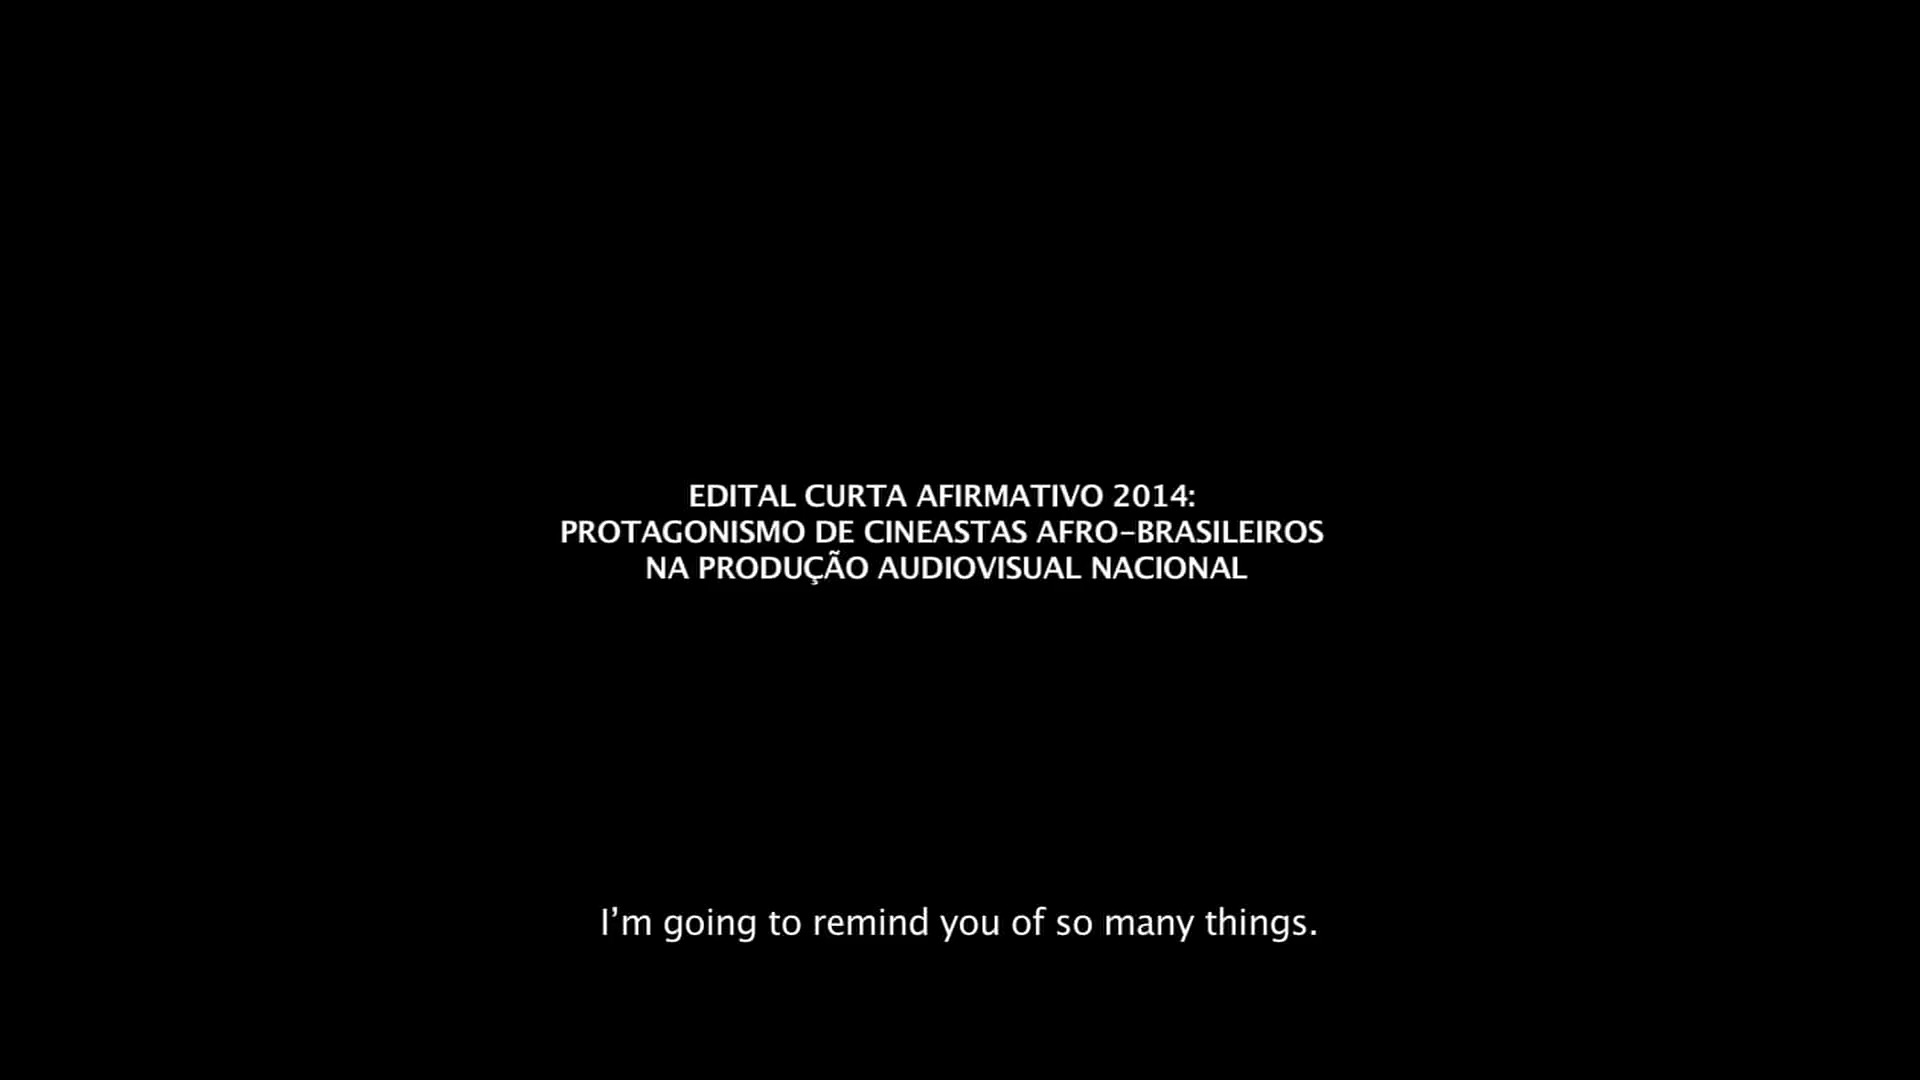 EDITAL CURTA AFIRMATIVO 2014:
PROTAGONISMO DE CINEASTAS AFRO-BRASILEIROS
NA PRODUÇÃO AUDIOVISUAL NACIONAL
I’m going to remind you of so many things.